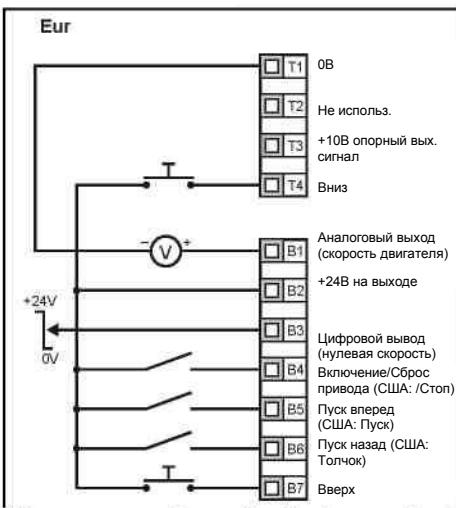 Eur
T1 0В
T2 Не использ.
T3 +10В опорный вых.
сигнал
T4 Вниз
B1 Аналоговый выход
(скорость двигателя)
B2 +24В на выходе
+24V
0V
B3 Цифровой вывод
(нулевая скорость)
B4 Включение/Сброс
привода (США: /Стоп)
B5 Пуск вперед
(США: Пуск)
B6 Пуск назад (США:
Толчок)
B7 Вверх
− V +